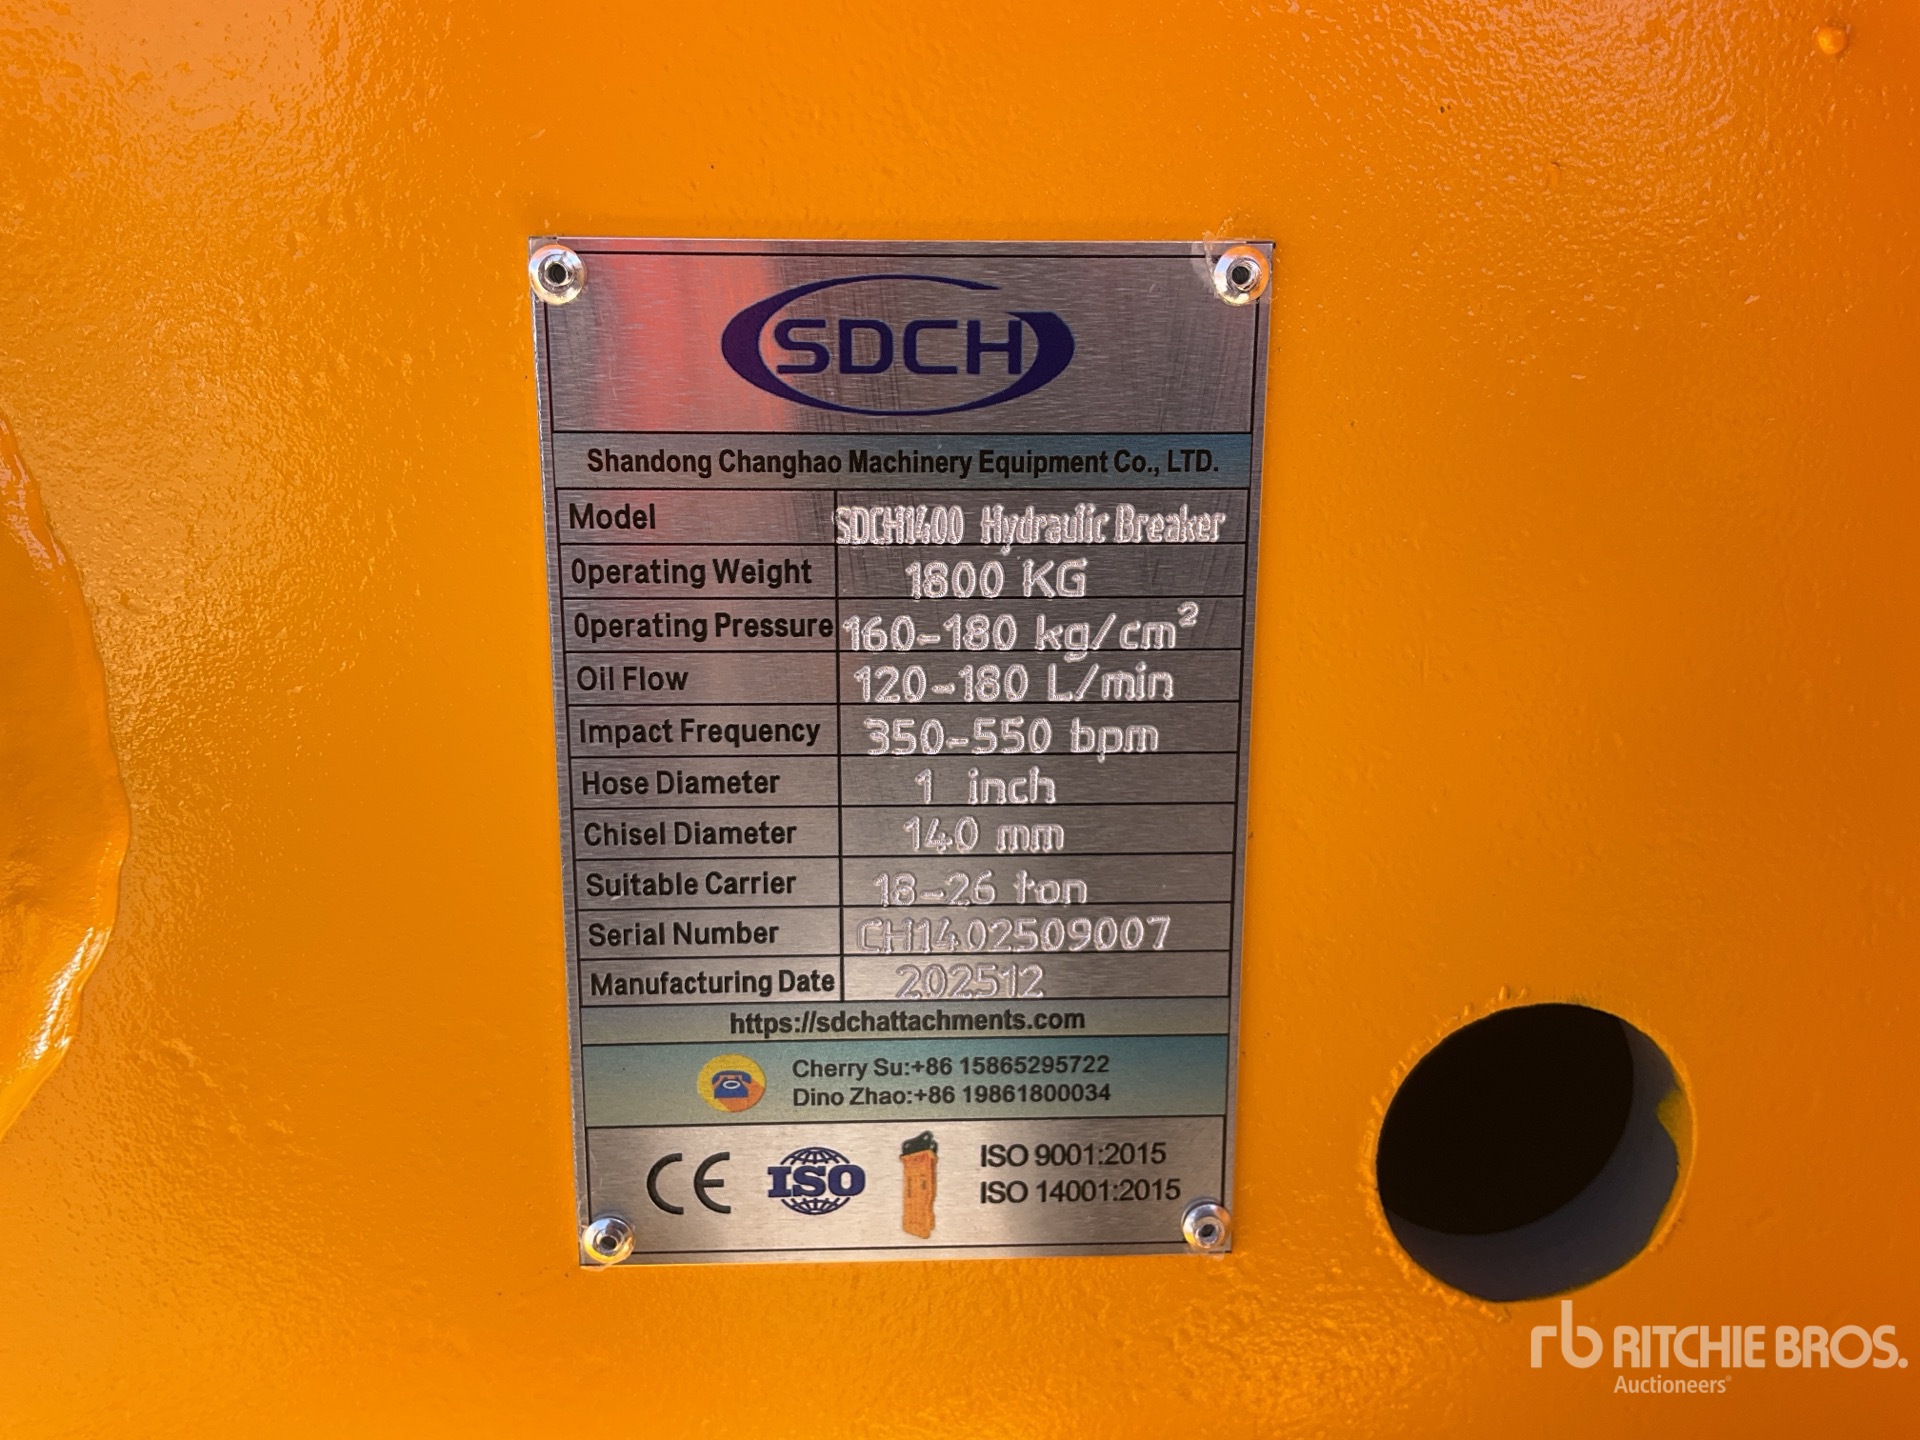 SDCH
Shandong Changhao Machinery Equipment Co., LTD.
Model SDCH1400 Hydraulic Breaker
Operating Weight 1800 KG
Operating Pressure 160-180 kg/cm²
Oil Flow 120-180 L/min
Impact Frequency 350-550 bpm
Hose Diameter 1 inch
Chisel Diameter 140 mm
Suitable Carrier 18-26 ton
Serial Number CH1402509007
Manufacturing Date 202512
https://sdchattachments.com
Cherry Su:+86 15865295722
Dino Zhao:+86 19861800034
CE ISO ISO 9001:2015
ISO 14001:2015
rb RITCHIE BROS.
Auctioneers®